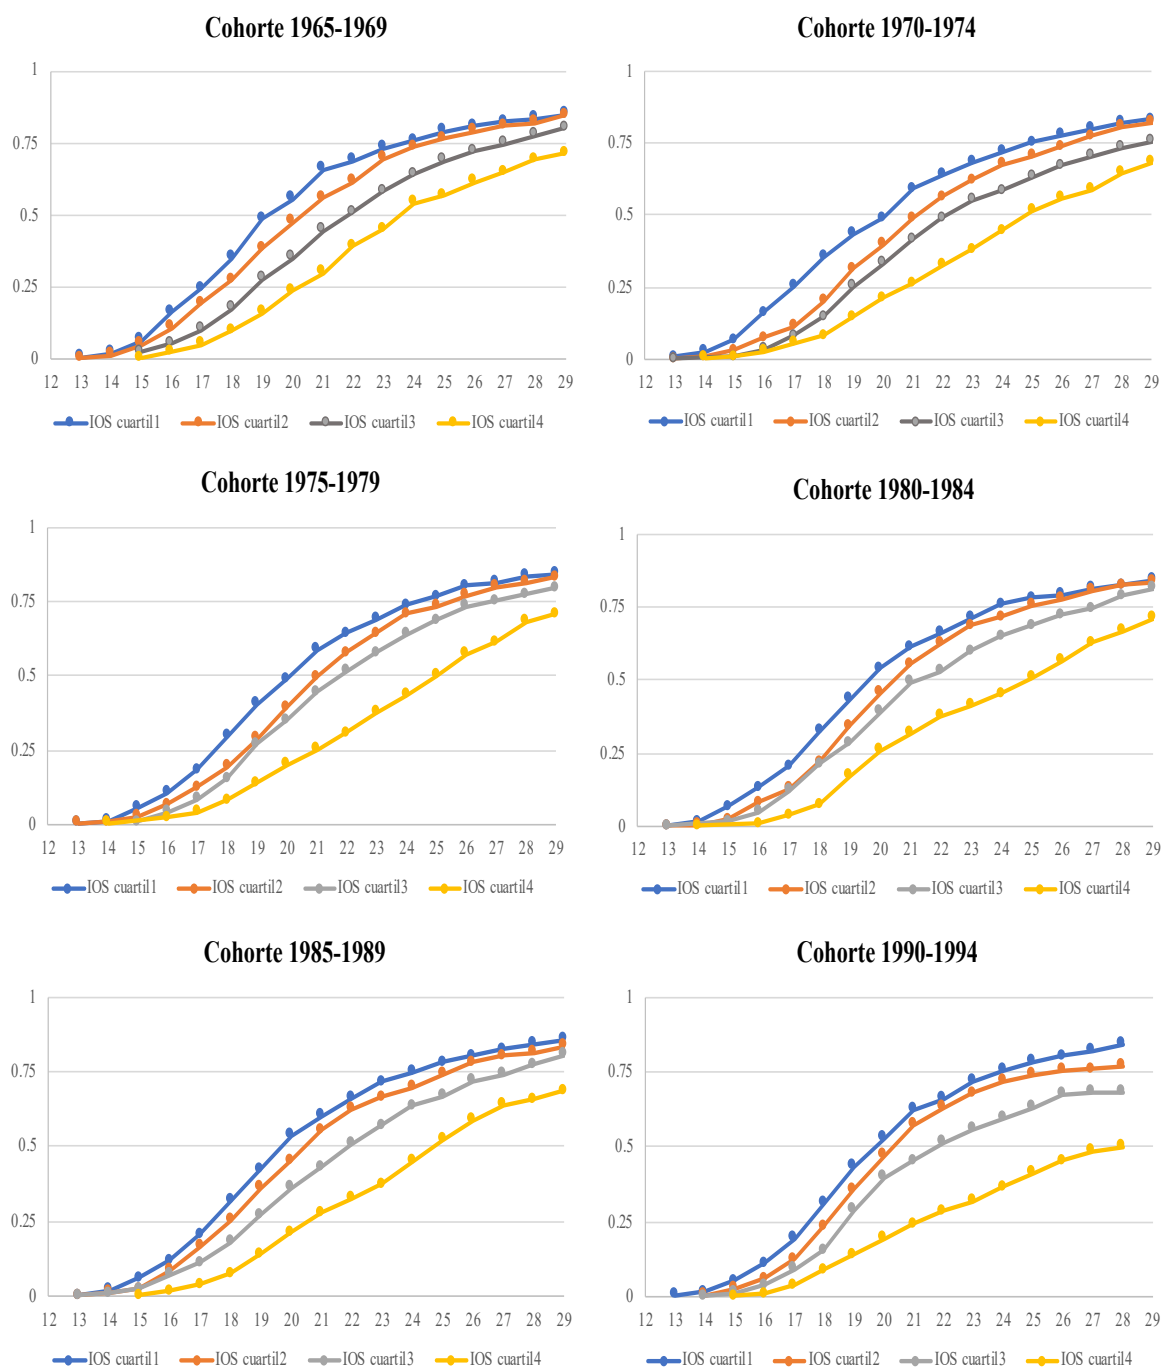 Cohorte 1965-1969
1
0.75
0.5
0.25
0
12 13 14 15 16 17 18 19 20 21 22 23 24 25 26 27 28 29
IOS cuartil1 IOS cuartil2 IOS cuartil3 IOS cuartil4
Cohorte 1970-1974
1
0.75
0.5
0.25
0
12 13 14 15 16 17 18 19 20 21 22 23 24 25 26 27 28 29
IOS cuartil1 IOS cuartil2 IOS cuartil3 IOS cuartil4
Cohorte 1975-1979
1
0.75
0.5
0.25
0
12 13 14 15 16 17 18 19 20 21 22 23 24 25 26 27 28 29
IOS cuartil1 IOS cuartil2 IOS cuartil3 IOS cuartil4
Cohorte 1980-1984
1
0.75
0.5
0.25
0
12 13 14 15 16 17 18 19 20 21 22 23 24 25 26 27 28 29
IOS cuartil1 IOS cuartil2 IOS cuartil3 IOS cuartil4
Cohorte 1985-1989
1
0.75
0.5
0.25
0
12 13 14 15 16 17 18 19 20 21 22 23 24 25 26 27 28 29
IOS cuartil1 IOS cuartil2 IOS cuartil3 IOS cuartil4
Cohorte 1990-1994
1
0.75
0.5
0.25
0
12 13 14 15 16 17 18 19 20 21 22 23 24 25 26 27 28 29
IOS cuartil1 IOS cuartil2 IOS cuartil3 IOS cuartil4